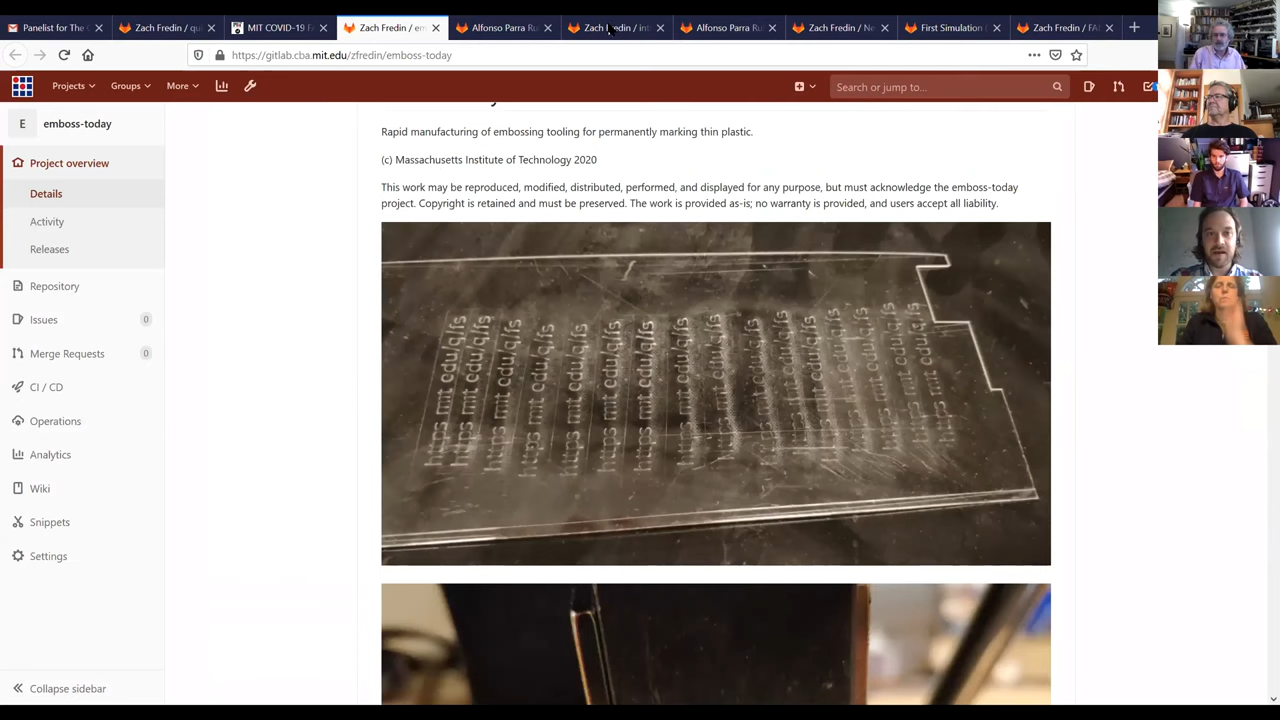 Panelist for The
Zach Fredin / qu
MIT COVID-19
Zach Fredin / em
Alfonso Parra Ru
Zach Fredin / int
Alfonso Parra Ru
Zach Fredin / Ne
First Simulation
Zach Fredin / FA
https://gitlab.cba.mit.edu/zfredin/emboss-today
Projects
Groups
More
Search or jump to...
E
emboss-today
Project overview
Details
Activity
Releases
Repository
Issues
0
Merge Requests
0
CI / CD
Operations
Analytics
Wiki
Snippets
Settings
Collapse sidebar
Rapid manufacturing of embossing tooling for permanently marking thin plastic.
(c) Massachusetts Institute of Technology 2020
This work may be reproduced, modified, distributed, performed, and displayed for any purpose, but must acknowledge the emboss-today
project. Copyright is retained and must be preserved. The work is provided as-is; no warranty is provided, and users accept all liability.